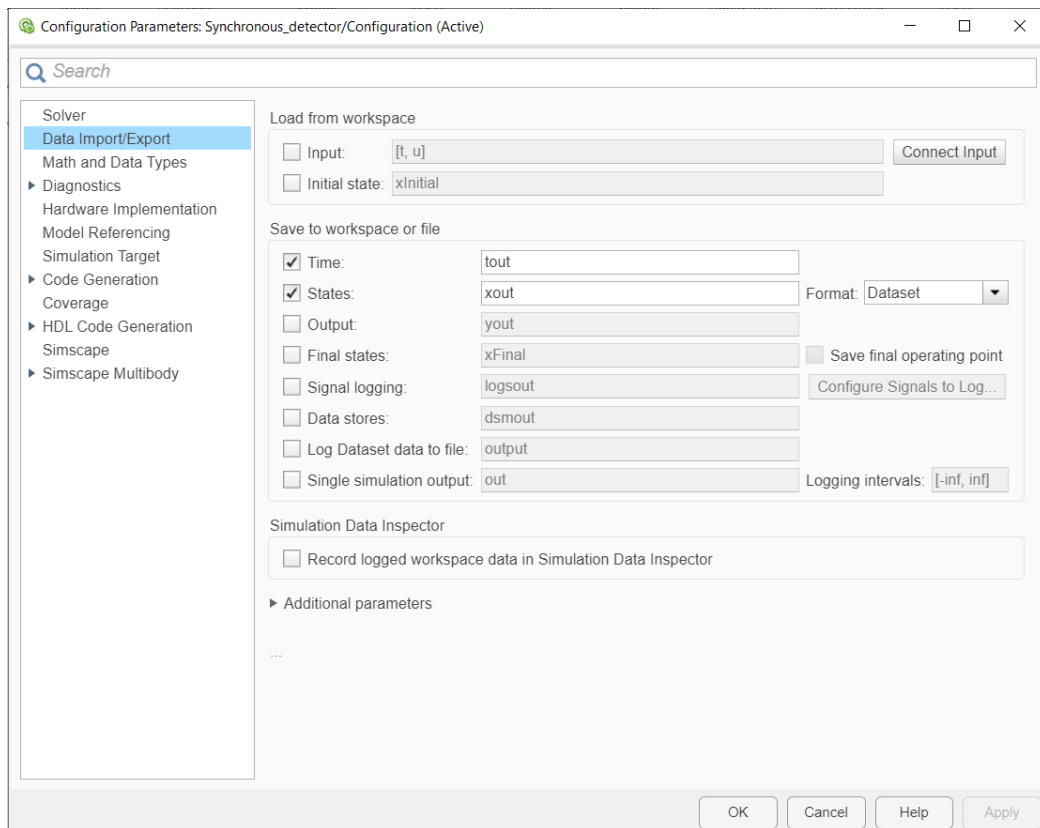 Configuration Parameters: Synchronous_detector/Configuration (Active)
Search
Solver
Data Import/Export
Math and Data Types
Diagnostics
Hardware Implementation
Model Referencing
Simulation Target
Code Generation
Coverage
HDL Code Generation
Simscape
Simscape Multibody
Load from workspace
Input: [t, u] Connect Input
Initial state: xInitial
Save to workspace or file
Time: tout
States: xout Format: Dataset
Output: yout
Final states: xFinal Save final operating point
Signal logging: logsout Configure Signals to Log...
Data stores: dsmout
Log Dataset data to file: output
Single simulation output: out Logging intervals: [-inf, inf]
Simulation Data Inspector
Record logged workspace data in Simulation Data Inspector
Additional parameters
...
OK Cancel Help Apply